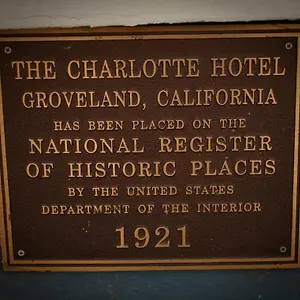 THE CHARLOTTE HOTEL
GROVELAND, CALIFORNIA
HAS BEEN PLACED ON THE
NATIONAL REGISTER
OF HISTORIC PLACES
BY THE UNITED STATES
DEPARTMENT OF THE INTERIOR
1921